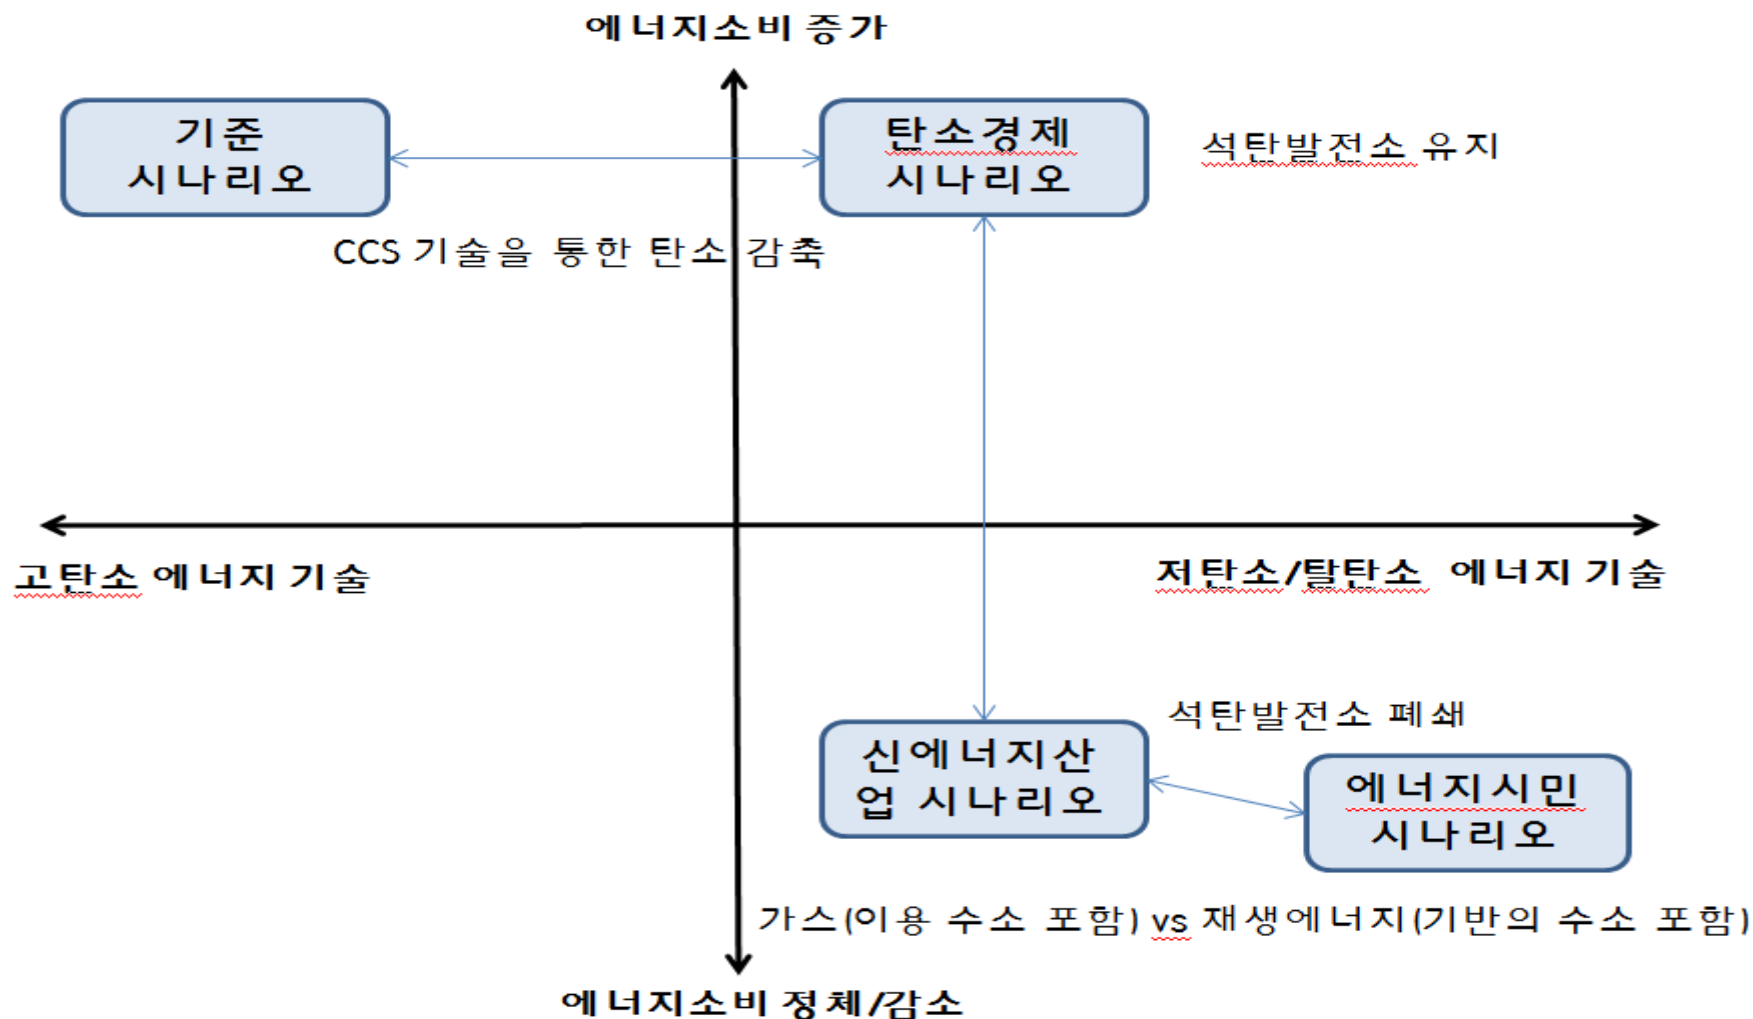 에너지소비 증가
기준
시나리오
탄소경제
시나리오
석탄발전소 유지
CCS 기술을 통한 탄소 감축
고탄소 에너지 기술
저탄소/탈탄소 에너지 기술
석탄발전소 폐쇄
신에너지산
업 시나리오
에너지시민
시나리오
가스(이용 수소 포함) vs 재생에너지(기반의 수소 포함)
에너지소비 정체/감소